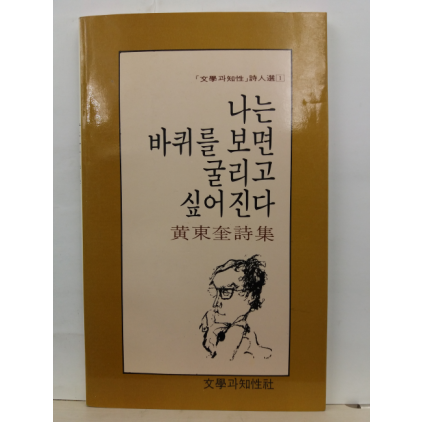 「文學과知性」詩人選 1
나는
바퀴를 보면
굴리고
싶어진다
黃東奎詩集
文學과知性社